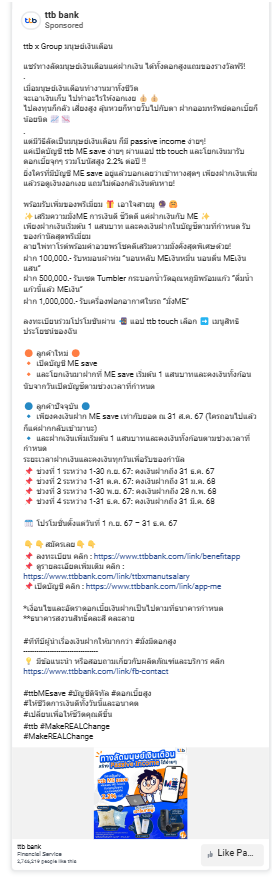 ttb bank
Sponsored
ttb x Group มนุษย์เงินเดือน
แชร์ทางลัดมนุษย์เงินเดือนแค่ฝากเงิน ได้ทั้งดอกสูงแถมของรางวัลฟรี!
.
เมื่อมนุษย์เงินเดือนทำงานมาทั้งชีวิต
จะเอาเงินเก็บ ไปทำอะไรให้งอกเงย 👍 👍
ไปลงทุนก็กลัว เสี่ยงสูง ลุ้นหวยก็หายวับไปกับตา ฝากออมทรัพย์ดอกเบี้ยก็
น้อยนิด
.
แต่มีวิธีลัดเป็นมนุษย์เงินเดือน ก็มี passive income ง่ายๆ!
แค่เปิดบัญชี ttb ME save ง่ายๆ ผ่านแอป ttb touch และโยกเงินมารับ
ดอกเบี้ยจุกๆ รวมโบนัสสูง 2.2% ต่อปี !!
ยิ่งใครที่มีบัญชี ME save อยู่แล้วบอกเลยว่าเข้าทางสุดๆ เพียงฝากเงินเพิ่ม
แล้วรอดูเงินงอกเงย แถมไม่ต้องกลัวเงินต้นหาย!
พร้อมรับเพิ่มของพรีเมียม 🎁 เอาใจสายมู 🔮 🤗
✨ เสริมความมั่งME การเงินดี ชีวิตดี แค่ฝากเงินกับ ME ✨
เพียงฝากเงินเริ่มต้น 1 แสนบาท และคงเงินฝากในบัญชีตามที่กำหนด รับ
ของกำนัลสุดพรีเมียม
ลายไพ่ทาโรต์พร้อมคำอวยพรโชคดีเสริมความมั่งคั่งสุดพิเศษด้วย!
ฝาก 100,000.- รับหมอนผ้าห่ม "นอนหลับ MEเงินหมื่น นอนตื่น MEเงิน
แสน"
ฝาก 500,000.- รับเซต Tumbler กระบอกน้ำวัดอุณหภูมิพร้อมแก้ว "ดื่มน้ำ
แก้วนี้แล้ว MEเงิน"
ฝาก 1,000,000.- รับเครื่องฟอกอากาศในรถ "มั่งME"
ลงทะเบียนร่วมโปรโมชันผ่าน 📲 แอป ttb touch เลือก ➡️ เมนูสิทธิ
ประโยชน์ของฉัน
🟠 ลูกค้าใหม่ 🟠
🔸 เปิดบัญชี ME save
🔸 และโยกเงินมาฝากที่ ME save เริ่มต้น 1 แสนบาทและคงเงินทั้งก้อน
นับจากวันเปิดบัญชีตามช่วงเวลาที่กำหนด
🔵 ลูกค้าปัจจุบัน 🔵
🔹 เพียงคงเงินฝาก ME save เท่ากับยอด ณ 31 ส.ค. 67 (ใครถอนไปแล้ว
ก็แค่ฝากกลับเข้ามานะ)
🔹 และฝากเงินเพิ่มเริ่มต้น 1 แสนบาทและคงเงินทั้งก้อนตามช่วงเวลาที่
กำหนด
ระยะเวลาฝากเงินและคงเงินทุกวันเพื่อรับของกำนัล
📌 ช่วงที่ 1 ระหว่าง 1-30 ก.ย. 67: คงเงินฝากถึง 31 ธ.ค. 67
📌 ช่วงที่ 2 ระหว่าง 1-31 ต.ค. 67: คงเงินฝากถึง 31 ม.ค. 68
📌 ช่วงที่ 3 ระหว่าง 1-30 พ.ย. 67: คงเงินฝากถึง 28 ก.พ. 68
📌 ช่วงที่ 4 ระหว่าง 1-31 ธ.ค. 67: คงเงินฝากถึง 31 มี.ค. 68
🗓️ โปรโมชันตั้งแต่วันที่ 1 ก.ย. 67 – 31 ธ.ค. 67
👇👇สมัครเลย👇👇
📌 ลงทะเบียน คลิก : https://www.ttbbank.com/link/benefitapp
📌 ดูรายละเอียดเพิ่มเติม คลิก :
https://www.ttbbank.com/link/ttbxmanutsalary
📌เปิดบัญชี คลิก : https://www.ttbbank.com/link/app-me
*เงื่อนไขและอัตราดอกเบี้ยเงินฝากเป็นไปตามที่ธนาคารกำหนด
**ธนาคารสงวนสิทธิ์คละสี คละลาย
#ทีทีบีผู้นำเรื่องเงินฝากให้มากกว่า #มั่งมีดอกสูง
----------------------------------
💡 มีข้อแนะนำ หรือสอบถามเกี่ยวกับผลิตภัณฑ์และบริการ คลิก
https://www.ttbbank.com/link/fb-contact
#ttbMEsave #บัญชีดิจิทัล #ดอกเบี้ยสูง
#ให้ชีวิตการเงินดีทั้งวันนี้และอนาคต
#เปลี่ยนเพื่อให้ชีวิตคุณดีขึ้น
#ttb #MakeREALChange
#MakeREALChange
ttb
ทางลัดมนุษย์เงินเดือน
ttb bank
Financial Service
2,746,219 people like this
Like Pa...